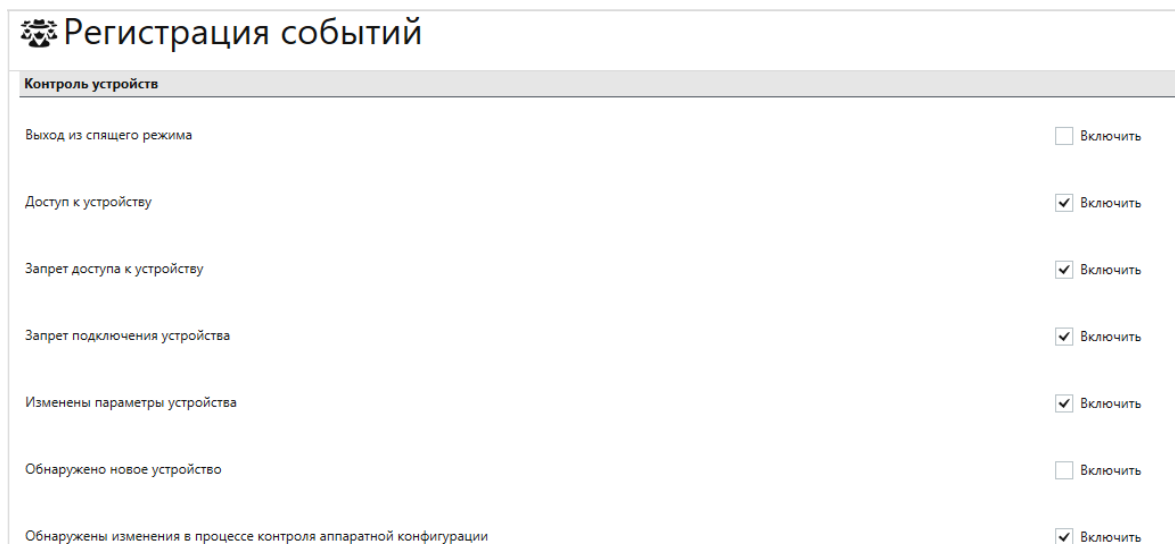 Регистрация событий
Контроль устройств
Выход из спящего режима Включить
Доступ к устройству Включить
Запрет доступа к устройству Включить
Запрет подключения устройства Включить
Изменены параметры устройства Включить
Обнаружено новое устройство Включить
Обнаружены изменения в процессе контроля аппаратной конфигурации Включить